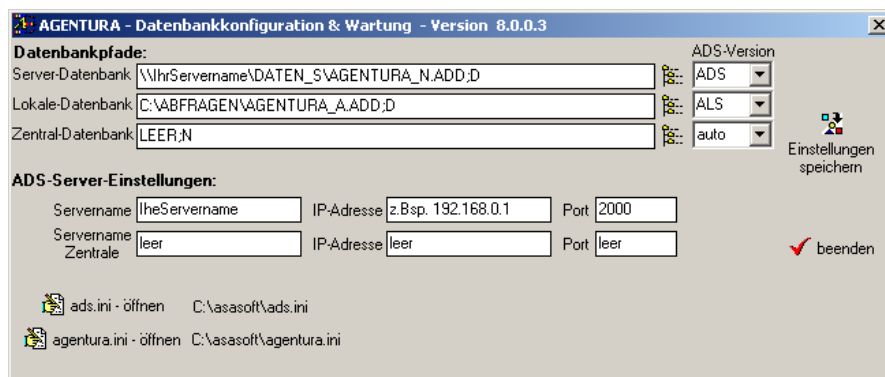 AGENTURA - Datenbankkonfiguration & Wartung - Version 8.0.0.3
Datenbankpfade:
ADS-Version
Server-Datenbank \\IhrServername\DATEN_S\AGENTURA_N.ADD;D ADS
Lokale-Datenbank C:\ABFRAGEN\AGENTURA_A.ADD;D ALS
Zentral-Datenbank LEER;N auto
Einstellungen
speichern
ADS-Server-Einstellungen:
Servername IheServername IP-Adresse z.Bsp. 192.168.0.1 Port 2000
Servername
Zentrale leer IP-Adresse leer Port leer
beenden
ads.ini - öffnen C:\asasoft\ads.ini
agentura.ini - öffnen C:\asasoft\agentura.ini